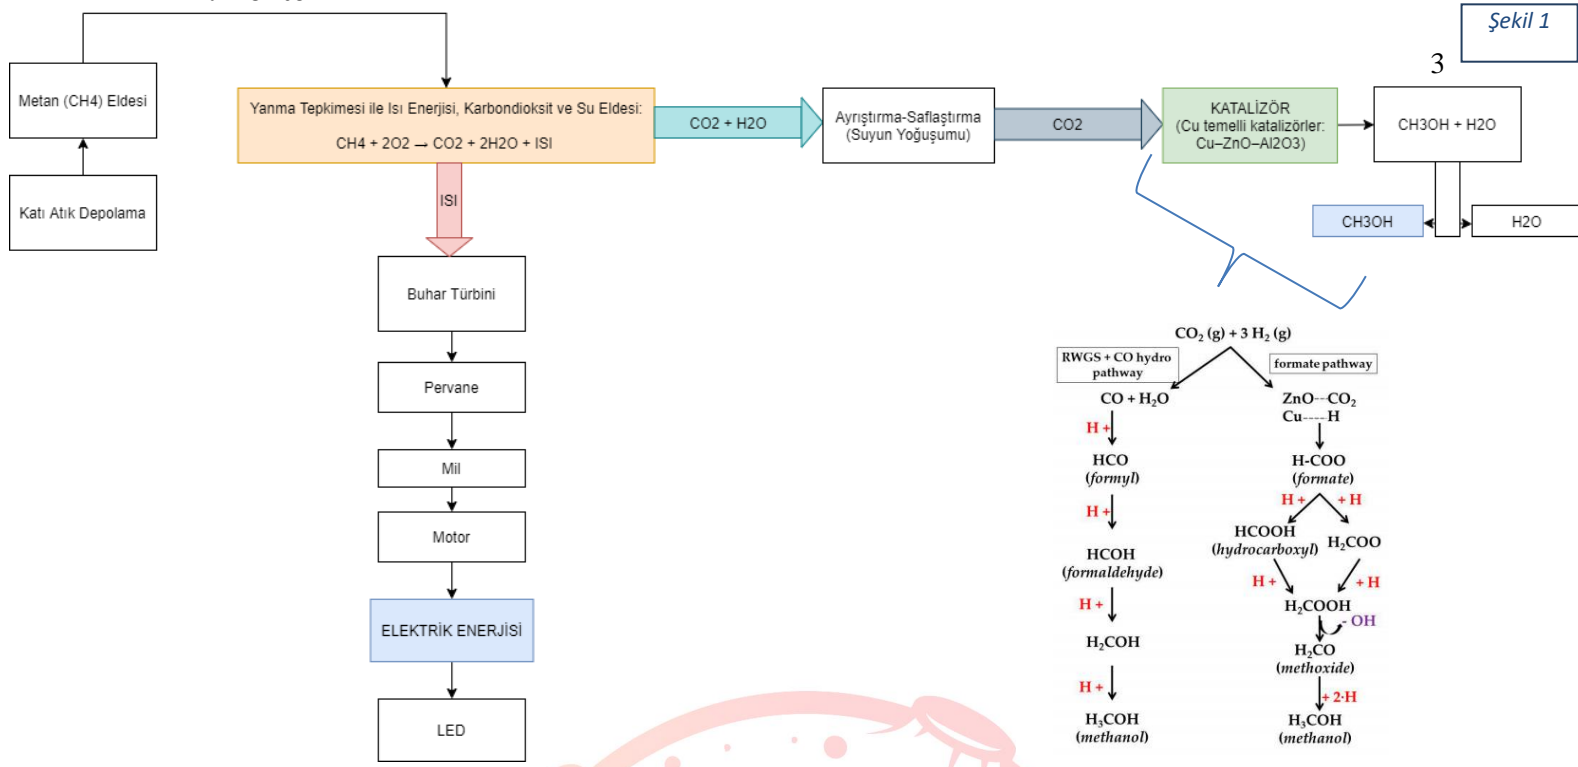 Şekil 1
3
Metan (CH4) Eldesi
Katı Atık Depolama
Yanma Tepkimesi ile Isı Enerjisi, Karbondioksit ve Su Eldesi:
CH4 + 2O2 → CO2 + 2H2O + ISI
CO2 + H2O
Ayrıştırma-Saflaştırma
(Suyun Yoğuşumu)
CO2
KATALİZÖR
(Cu temelli katalizörler:
Cu–ZnO–Al2O3)
CH3OH + H2O
CH3OH
H2O
ISI
Buhar Türbini
Pervane
Mil
Motor
ELEKTRİK ENERJİSİ
LED
CO₂ (g) + 3 H₂ (g)
RWGS + CO hydro
pathway
formate pathway
CO + H₂O
H +
HCO
(formyl)
H +
HCOH
(formaldehyde)
H +
H₂COH
H +
H₃COH
(methanol)
ZnO---CO₂
Cu----H
H-COO
(formate)
H + + H
HCOOH
(hydrocarboxyl)
H₂COO
H + + H
H₂COOH
- OH
H₂CO
(methoxide)
+ 2·H
H₃COH
(methanol)